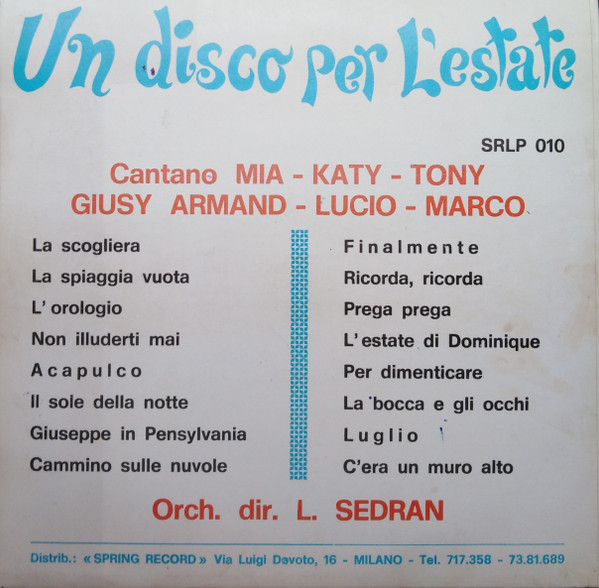 Un disco per L'estate
SRLP 010
Cantano MIA - KATY - TONY
GIUSY ARMAND - LUCIO - MARCO
La scogliera
La spiaggia vuota
L'orologio
Non illuderti mai
Acapulco
Il sole della notte
Giuseppe in Pensylvania
Cammino sulle nuvole
Finalmente
Ricorda, ricorda
Prega prega
L'estate di Dominique
Per dimenticare
La bocca e gli occhi
Luglio
C'era un muro alto
Orch. dir. L. SEDRAN
Distrib.: « SPRING RECORD » Via Luigi Devoto, 16 - MILANO - Tel. 717.358 - 73.81.689